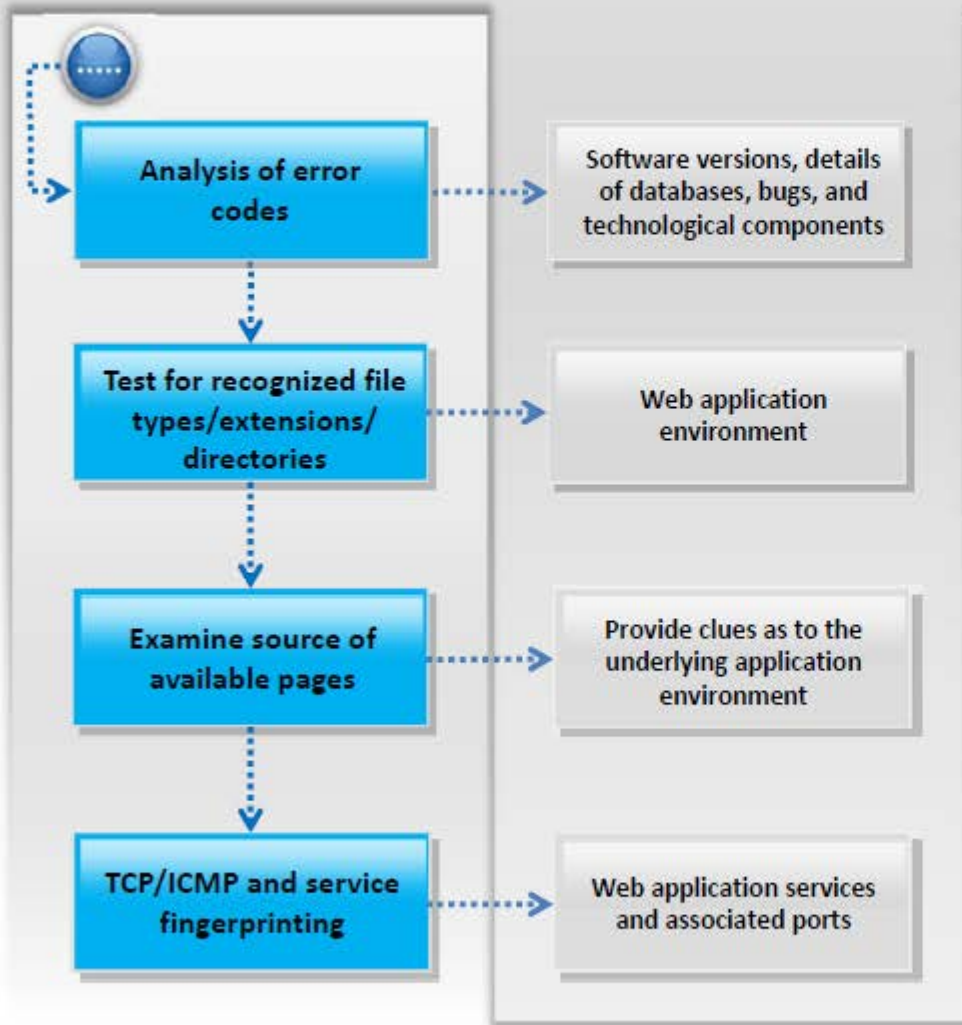 Analysis of error
codes
Software versions, details
of databases, bugs, and
technological components
Test for recognized file
types/extensions/
directories
Web application
environment
Examine source of
available pages
Provide clues as to the
underlying application
environment
TCP/ICMP and service
fingerprinting
Web application services
and associated ports